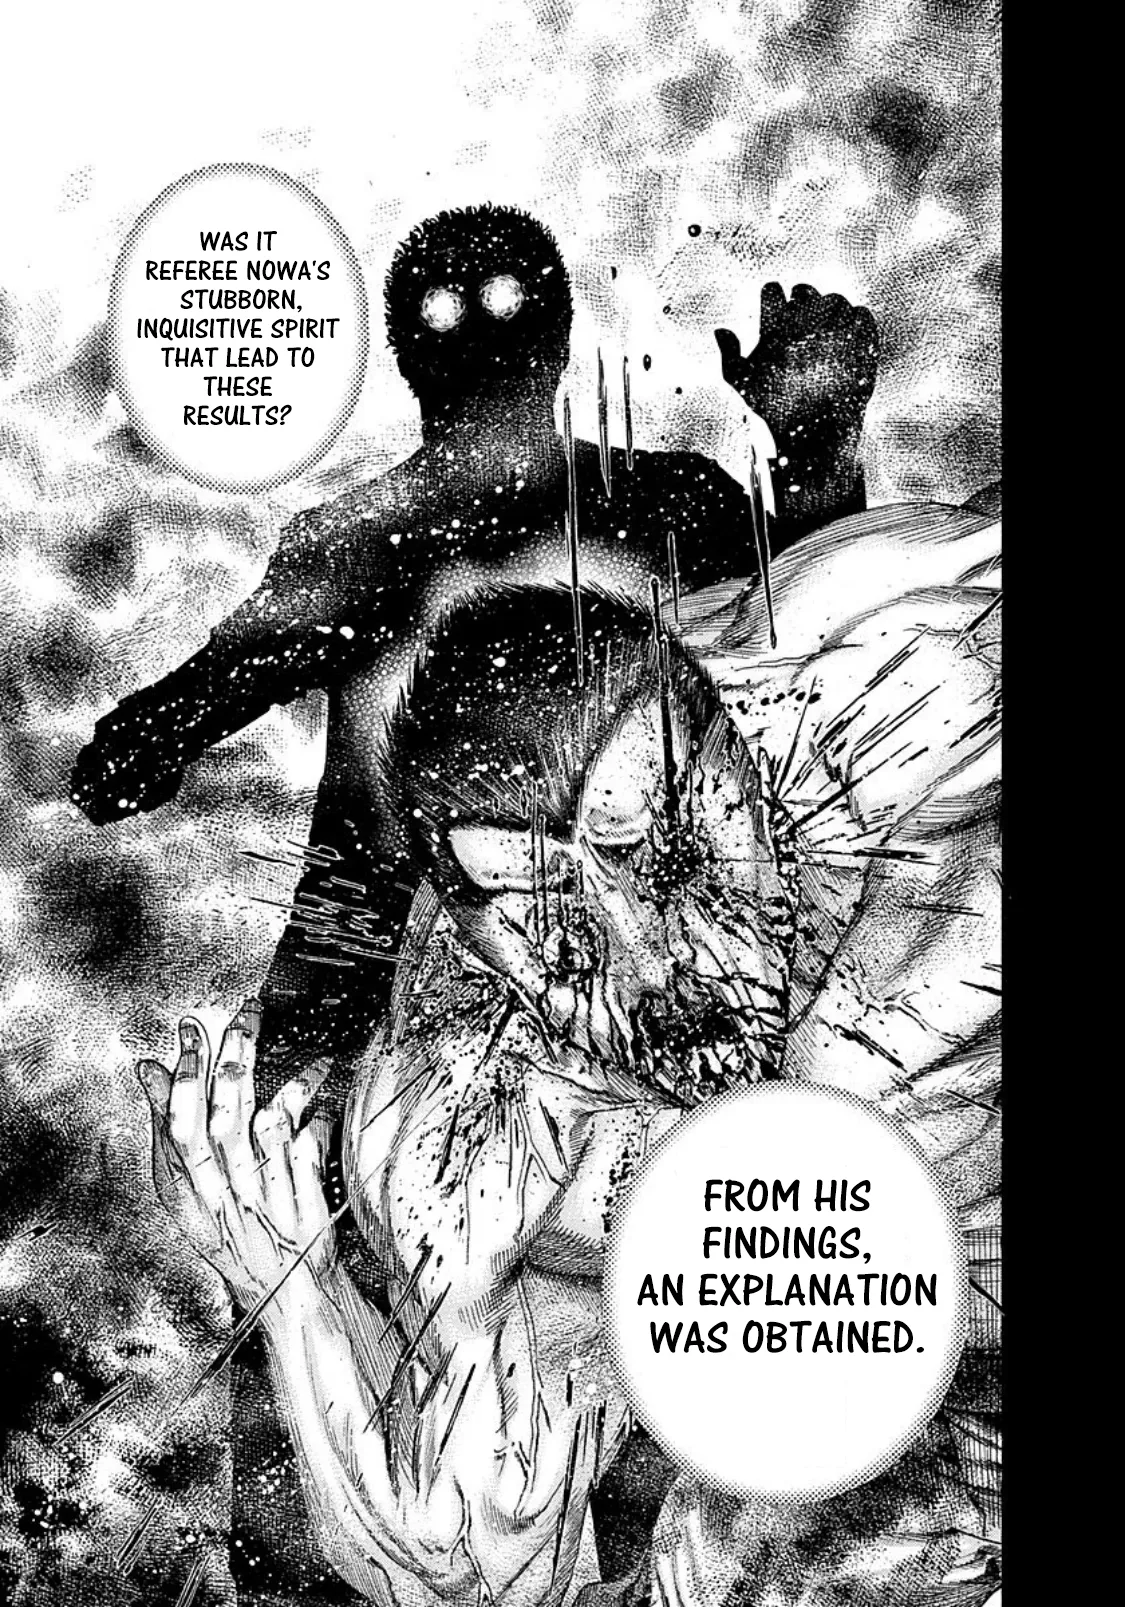 WAS IT
REFEREE NOWA'S
STUBBORN,
INQUISITIVE SPIRIT
THAT LEAD TO
THESE
RESULTS?
FROM HIS
FINDINGS,
AN EXPLANATION
WAS OBTAINED.